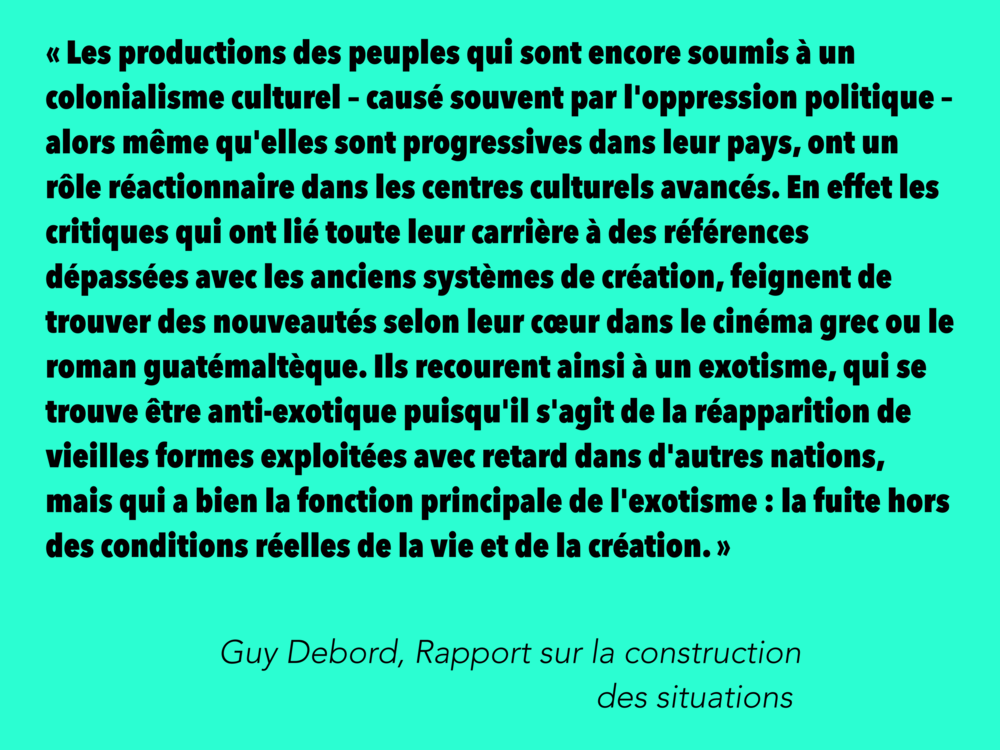 « Les productions des peuples qui sont encore soumis à un
colonialisme culturel – causé souvent par l'oppression politique –
alors même qu'elles sont progressives dans leur pays, ont un
rôle réactionnaire dans les centres culturels avancés. En effet les
critiques qui ont lié toute leur carrière à des références
dépassées avec les anciens systèmes de création, feignent de
trouver des nouveautés selon leur cœur dans le cinéma grec ou le
roman guatémaltèque. Ils recourent ainsi à un exotisme, qui se
trouve être anti-exotique puisqu'il s'agit de la réapparition de
vieilles formes exploitées avec retard dans d'autres nations,
mais qui a bien la fonction principale de l'exotisme : la fuite hors
des conditions réelles de la vie et de la création. »
Guy Debord, Rapport sur la construction
des situations